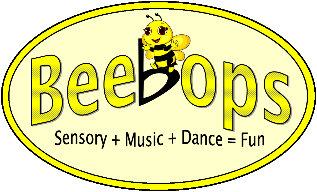 Beebops
Sensory + Music + Dance = Fun